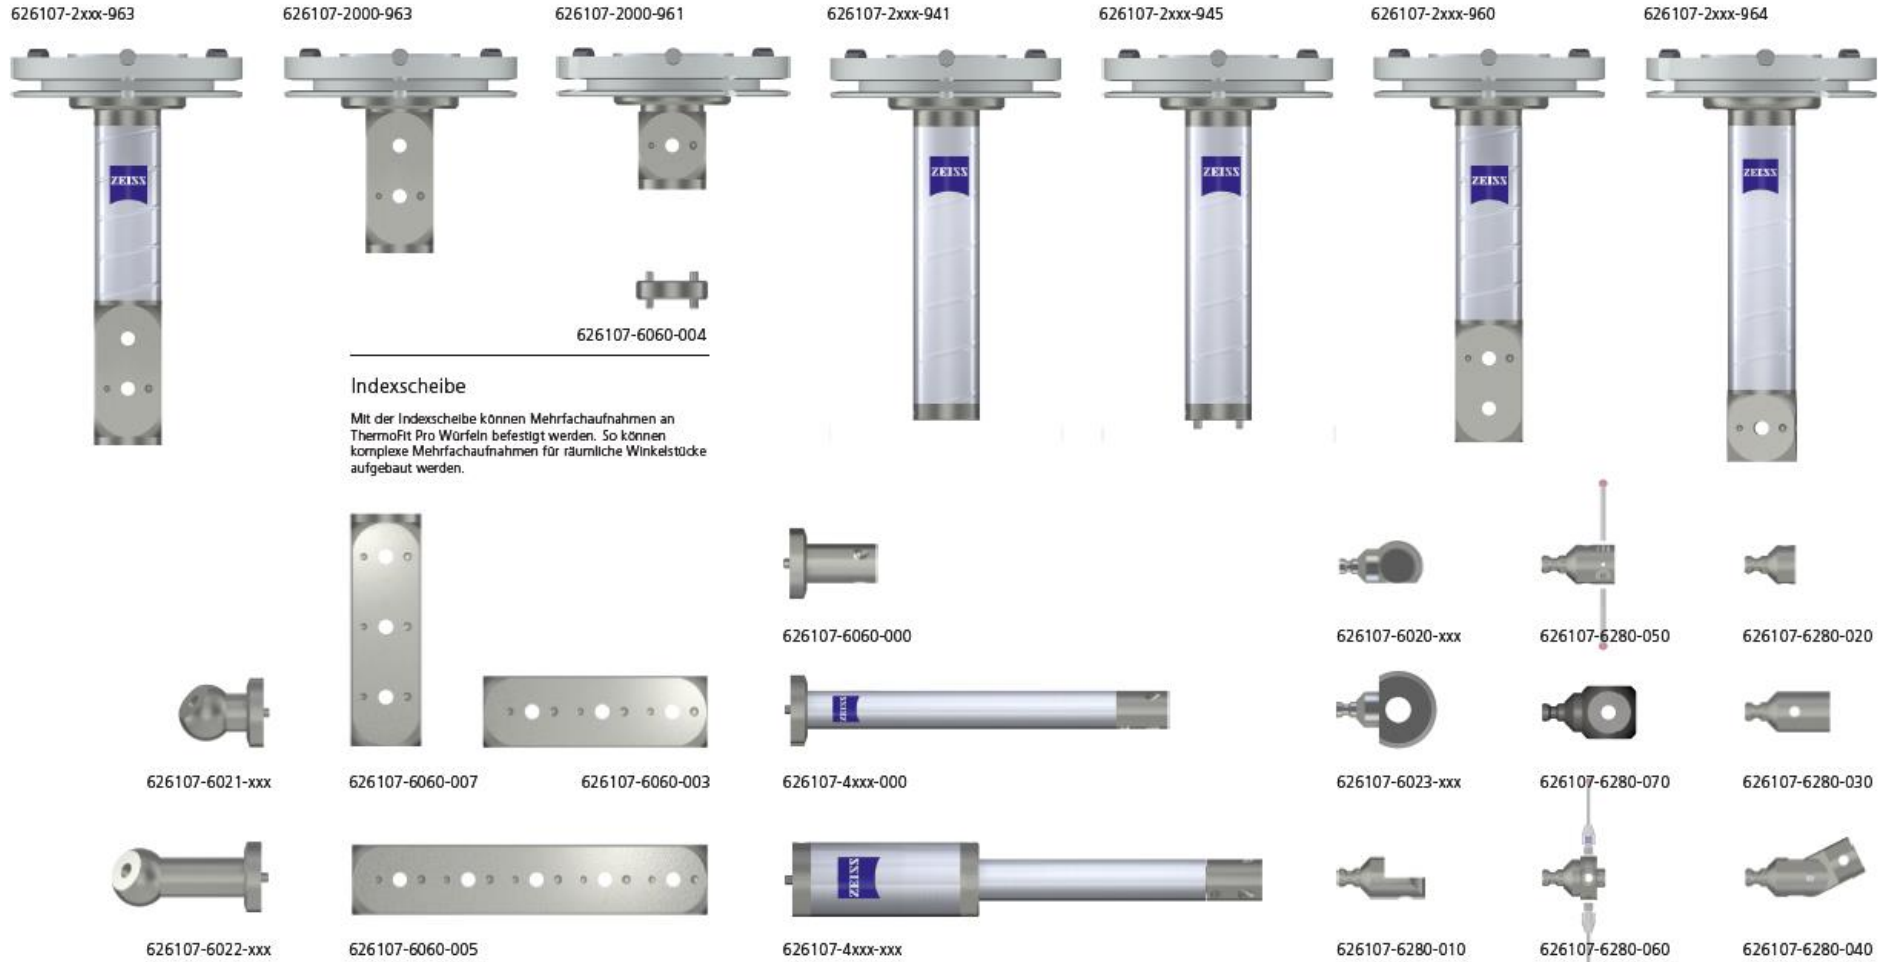 626107-2xxx-963
626107-2000-963
626107-2000-961
626107-2xxx-941
626107-2xxx-945
626107-2xxx-960
626107-2xxx-964
ZEISS
ZEISS
ZEISS
ZEISS
ZEISS
626107-6060-004
Indexscheibe
Mit der Indexscheibe können Mehrfachaufnahmen an
ThermoFit Pro Würfeln befestigt werden. So können
komplexe Mehrfachaufnahmen für räumliche Winkelstücke
aufgebaut werden.
626107-6060-000
626107-6020-xxx
626107-6280-050
626107-6280-020
ZEISS
626107-6021-xxx
626107-6060-007
626107-6060-003
626107-4xxx-000
626107-6023-xxx
626107-6280-070
626107-6280-030
ZEISS
626107-6022-xxx
626107-6060-005
626107-4xxx-xxx
626107-6280-010
626107-6280-060
626107-6280-040